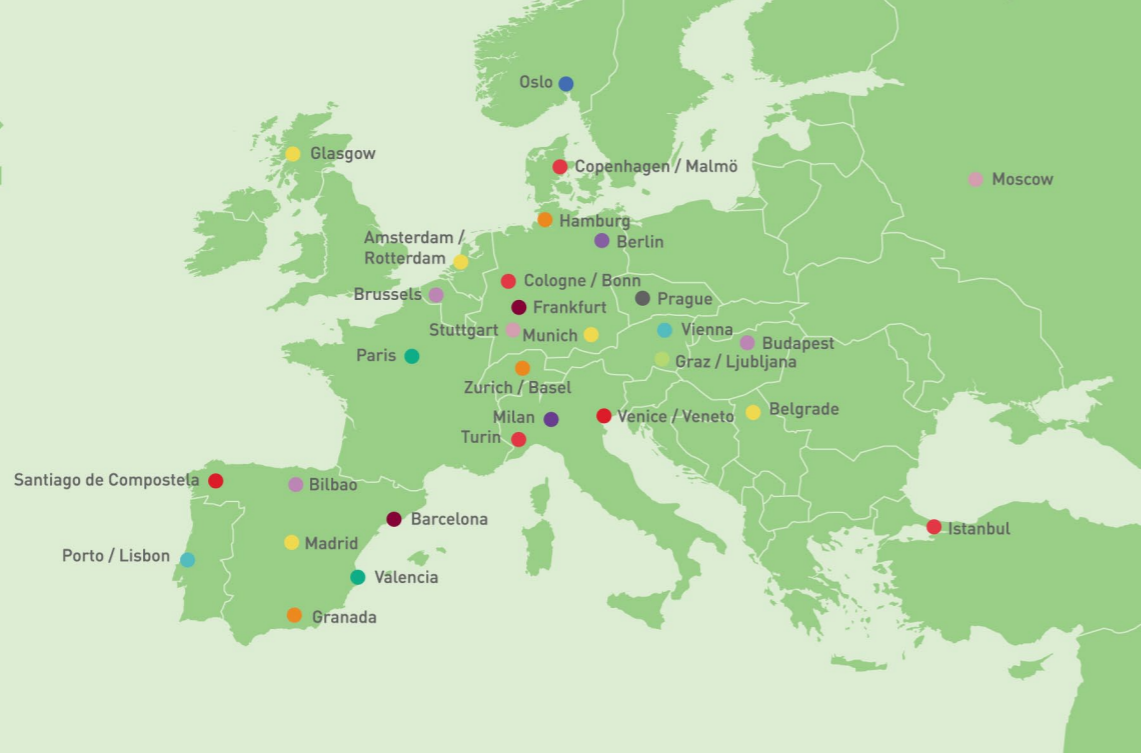 Oslo
Glasgow
Copenhagen / Malmö
Moscow
Hamburg
Amsterdam /
Rotterdam
Berlin
Cologne / Bonn
Brussels
Prague
Frankfurt
Stuttgart
Munich
Vienna
Budapest
Paris
Graz / Ljubljana
Zurich / Basel
Belgrade
Milan
Venice / Veneto
Turin
Santiago de Compostela
Bilbao
Barcelona
Istanbul
Madrid
Porto / Lisbon
Valencia
Granada